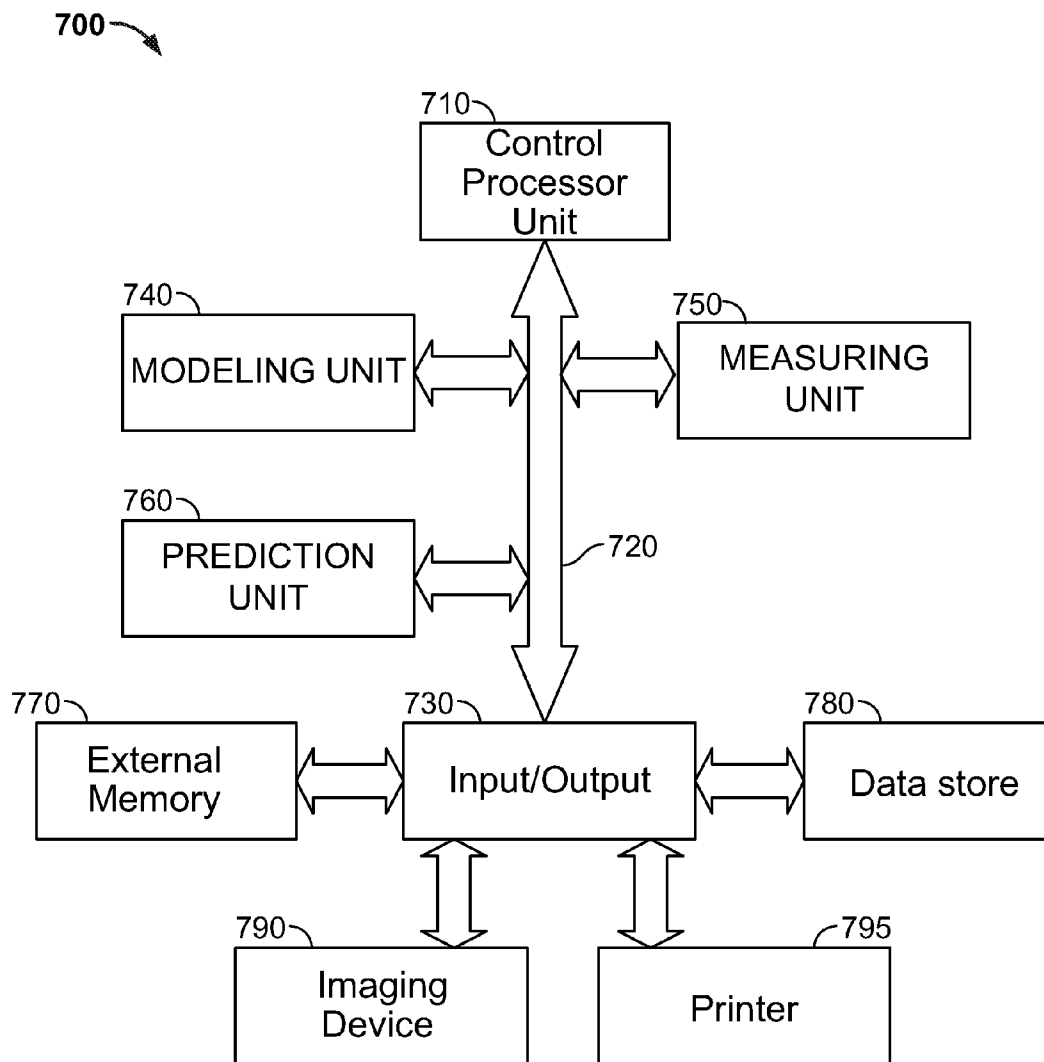 700
710
Control
Processor
Unit
740
MODELING UNIT
750
MEASURING
UNIT
760
PREDICTION
UNIT
720
770
External
Memory
730
Input/Output
780
Data store
790
Imaging
Device
795
Printer